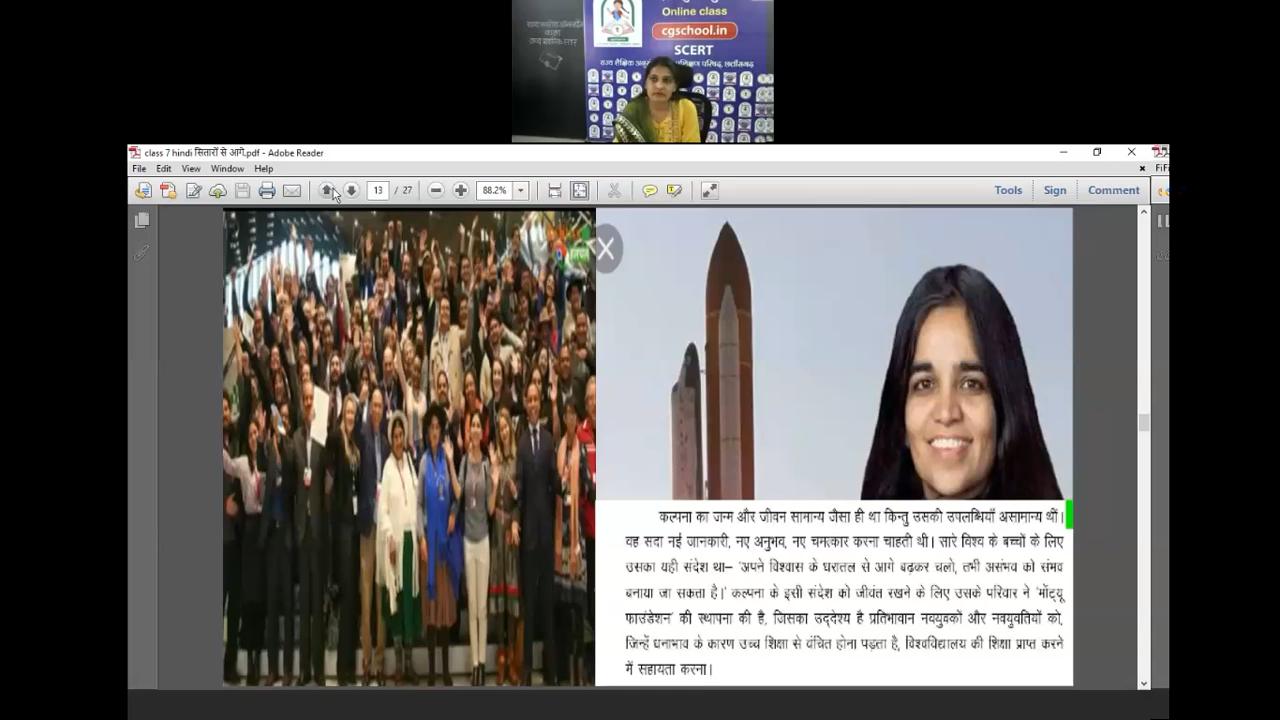 Online class
cgschool.in
SCERT
class 7 hindi सितारों से आगे.pdf - Adobe Reader
File Edit View Window Help
13 / 27 88.2% Tools Sign Comment
कल्पना का जन्म और जीवन सामान्य जैसा ही था किन्तु उसकी उपलब्धियाँ असामान्य थीं।
वह सदा नई जानकारी, नए अनुभव, नए चमत्कार करना चाहती थी। सारे विश्व के बच्चों के लिए
उसका यही संदेश था– 'अपने विश्वास के धरातल से आगे बढ़कर चलो, तभी असंभव को संभव
बनाया जा सकता है।' कल्पना के इसी संदेश को जीवंत रखने के लिए उसके परिवार ने 'मोंट्यू
फाउंडेशन' की स्थापना की है, जिसका उद्देश्य है प्रतिभावान नवयुवकों और नवयुवतियों को,
जिन्हें धनाभाव के कारण उच्च शिक्षा से वंचित होना पड़ता है, विश्वविद्यालय की शिक्षा प्राप्त करने
में सहायता करना।